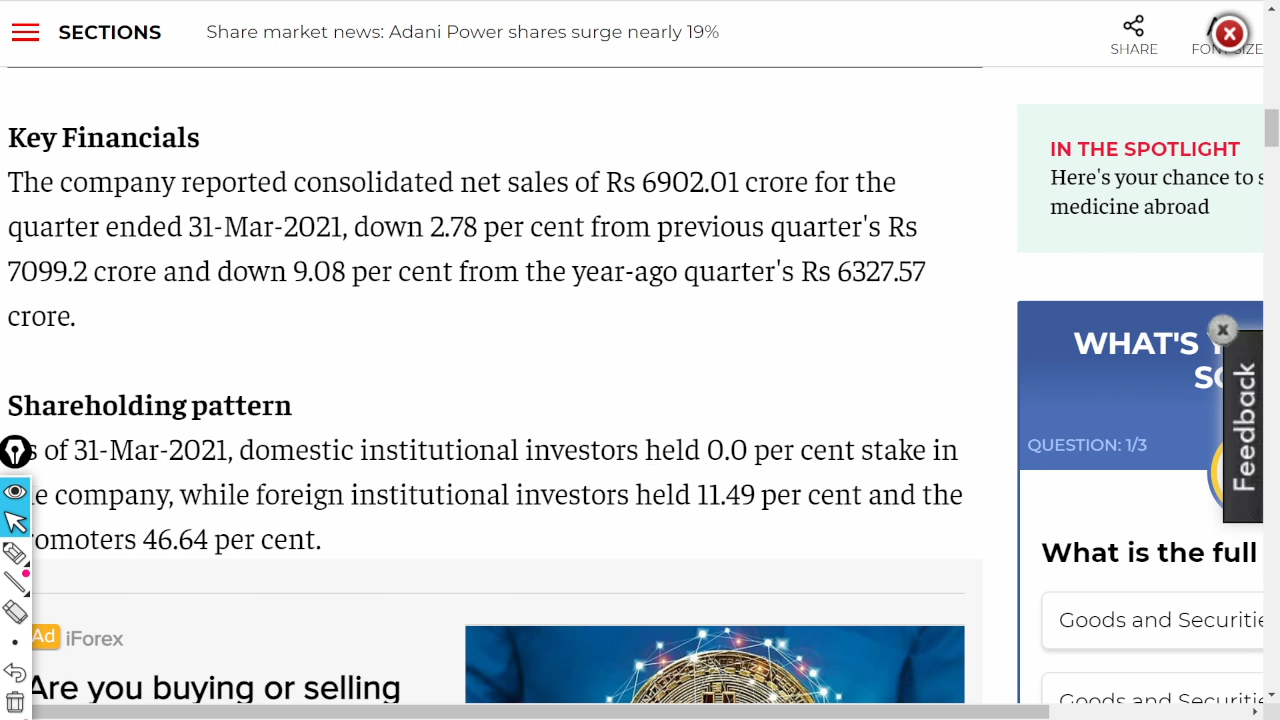 SECTIONS
Share market news: Adani Power shares surge nearly 19%
SHARE
FONT SIZE
Key Financials
The company reported consolidated net sales of Rs 6902.01 crore for the
quarter ended 31-Mar-2021, down 2.78 per cent from previous quarter's Rs
7099.2 crore and down 9.08 per cent from the year-ago quarter's Rs 6327.57
crore.
Shareholding pattern
of 31-Mar-2021, domestic institutional investors held 0.0 per cent stake in
company, while foreign institutional investors held 11.49 per cent and the
46.64 per cent.
Ad iForex
Are you buying or selling
IN THE SPOTLIGHT
Here's your chance to
medicine abroad
WHAT'S
QUESTION: 1/3
What is the full
Goods and
Goods and
Feedback